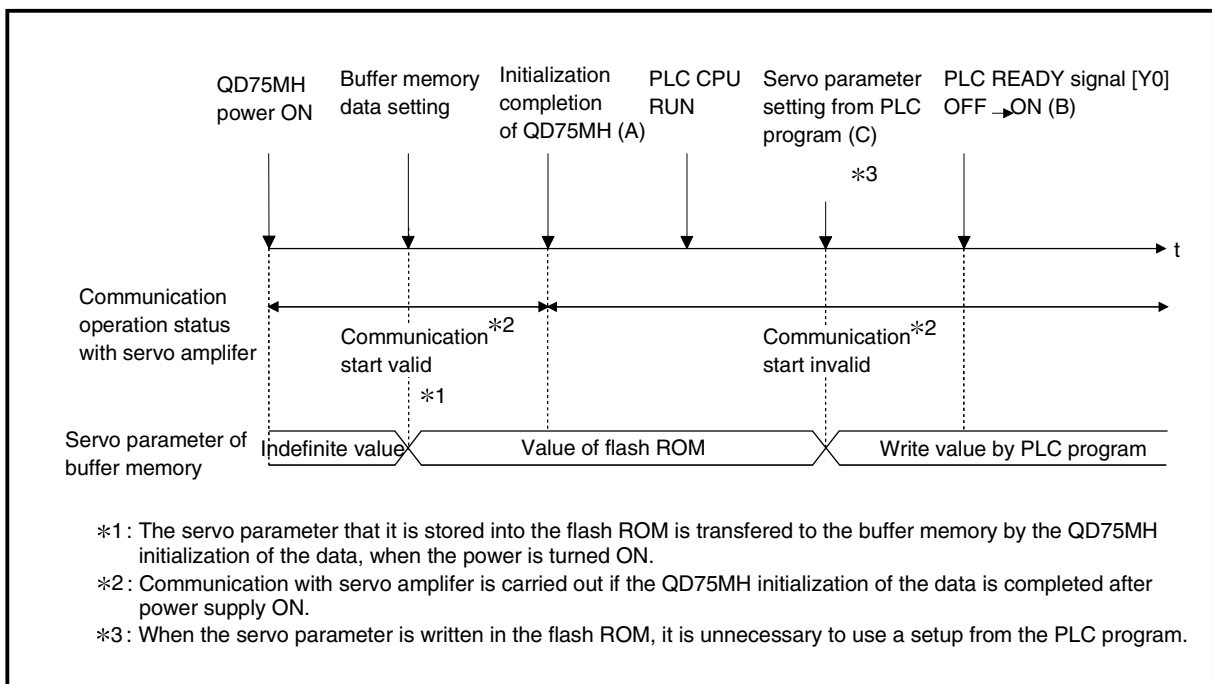 QD75MH
power ON
Buffer memory
data setting
Initialization
completion
of QD75MH (A)
PLC CPU
RUN
Servo parameter
setting from PLC
program (C)
*3
PLC READY signal [Y0]
OFF → ON (B)
t
Communication
operation status
with servo amplifer
Communication*2
start valid
Communication*2
start invalid
*1
Servo parameter of
buffer memory
Indefinite value
Value of flash ROM
Write value by PLC program
*1: The servo parameter that it is stored into the flash ROM is transfered to the buffer memory by the QD75MH
initialization of the data, when the power is turned ON.
*2: Communication with servo amplifer is carried out if the QD75MH initialization of the data is completed after
power supply ON.
*3: When the servo parameter is written in the flash ROM, it is unnecessary to use a setup from the PLC program.